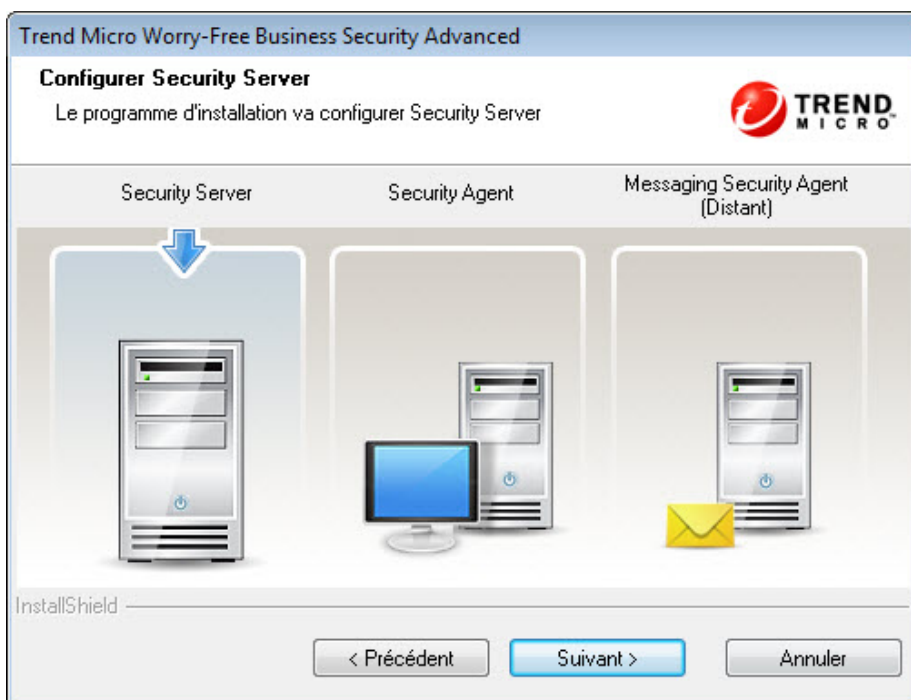 Trend Micro Worry-Free Business Security Advanced
Configurer Security Server
Le programme d'installation va configurer Security Server
TREND
MICRO
Security Server
Security Agent
Messaging Security Agent
(Distant)
InstallShield
< Précédent
Suivant >
Annuler